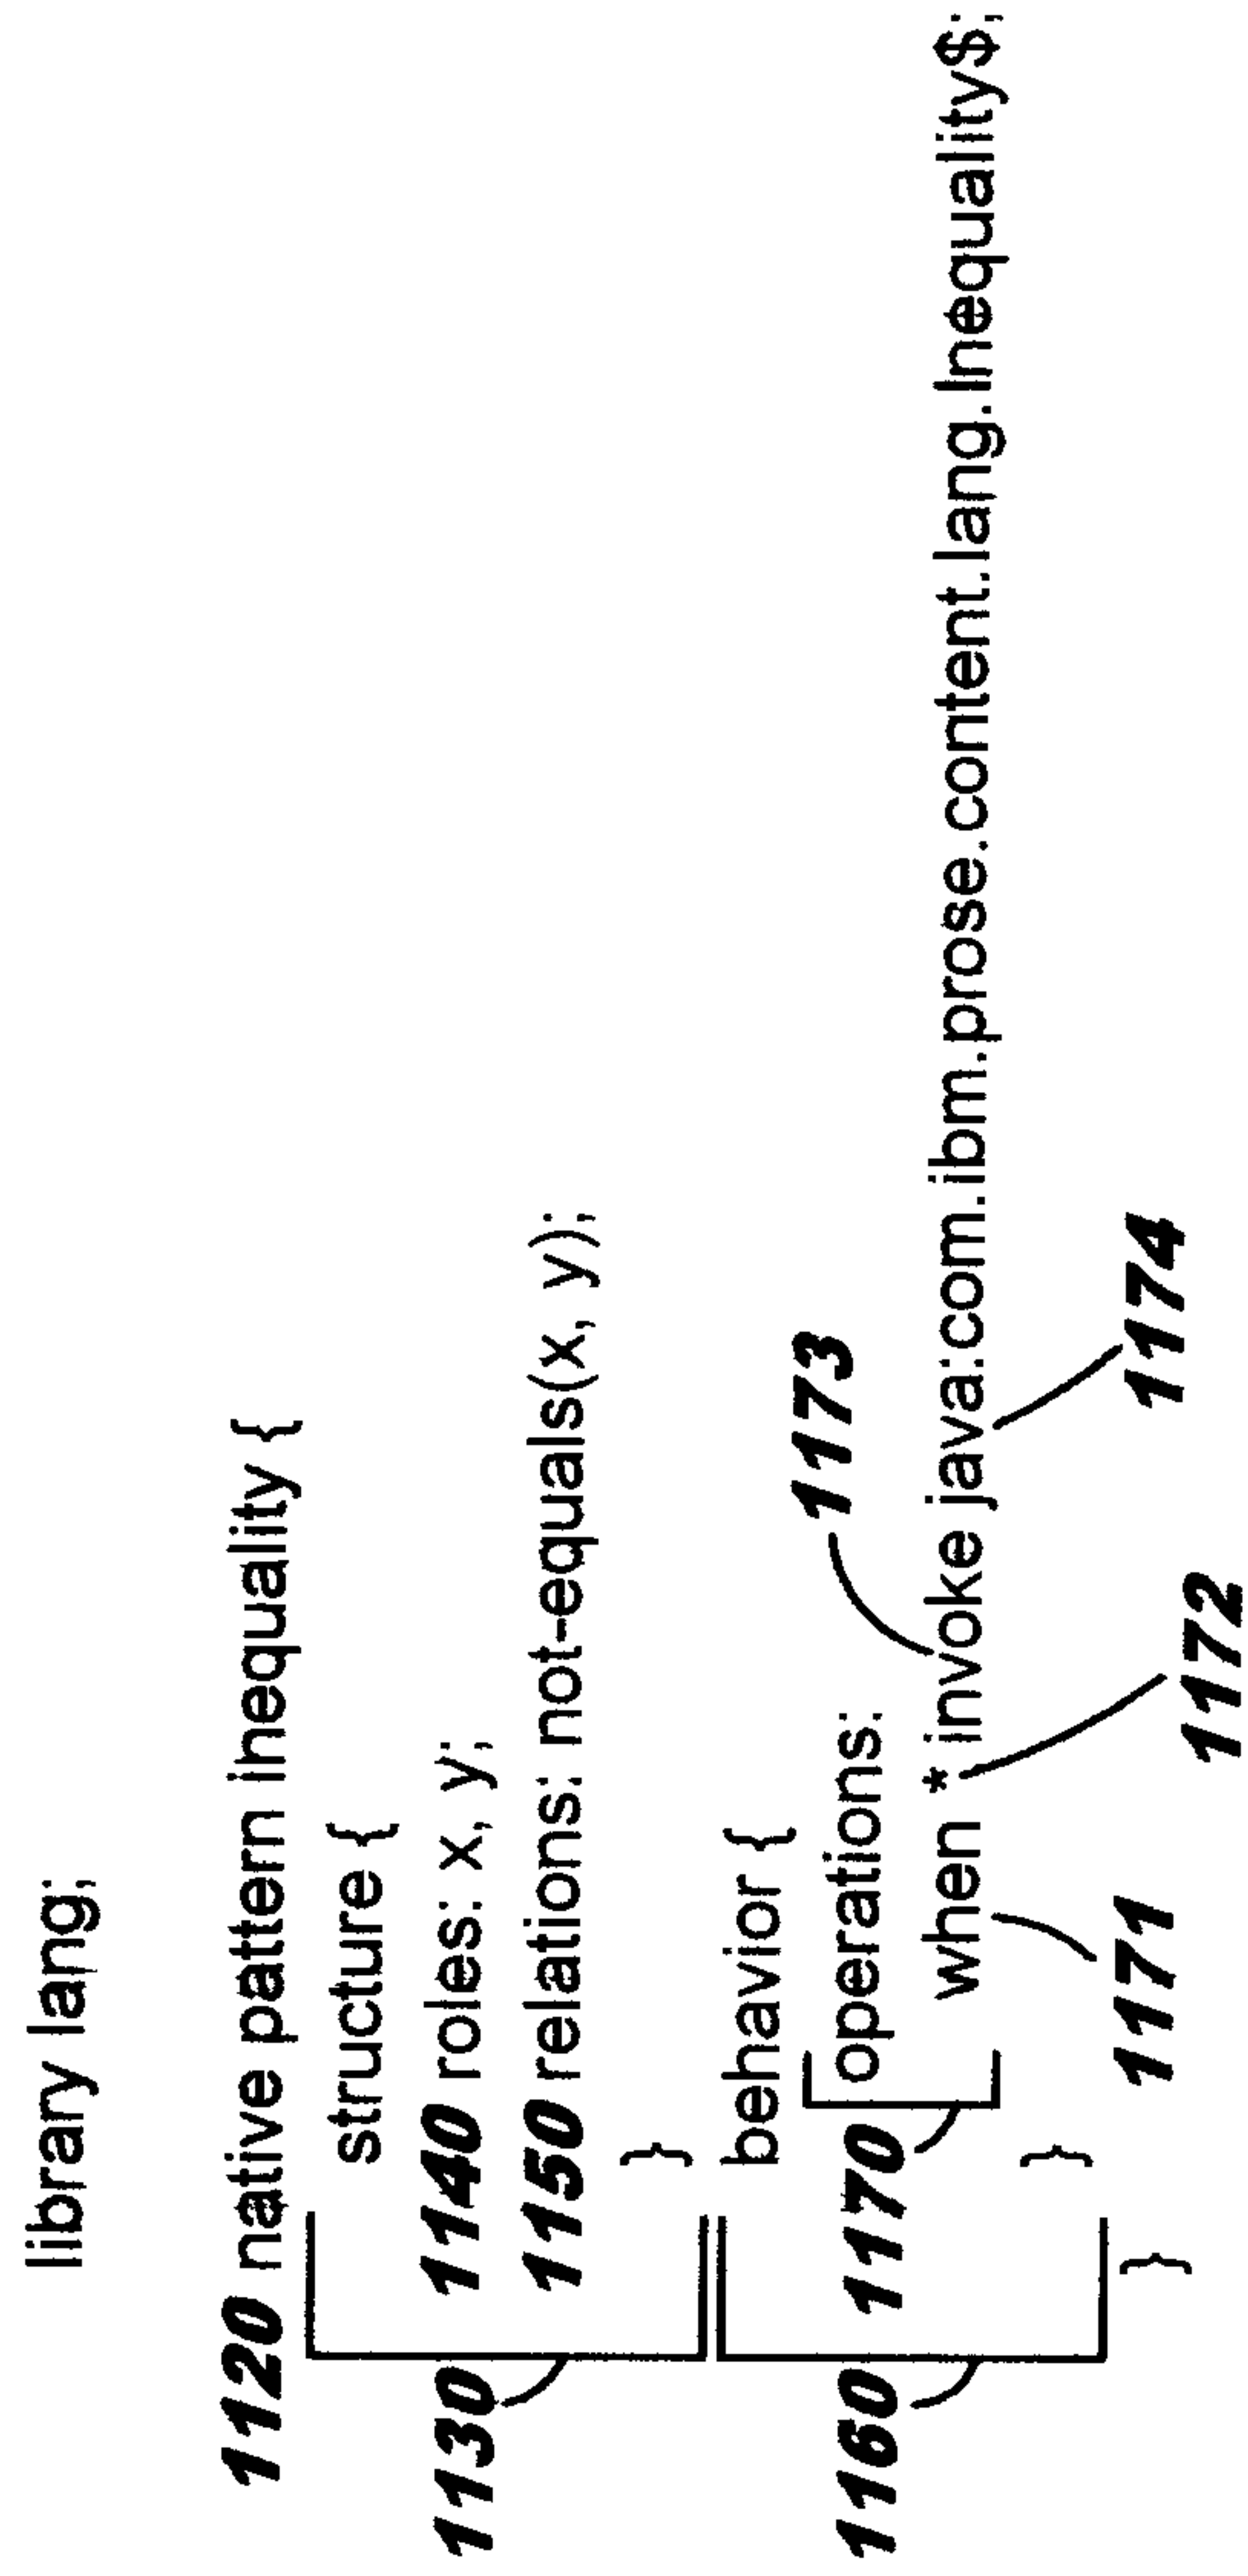 library lang;
1120 native pattern inequality {
1130
structure {
1140 roles: x, y;
1150 relations: not-equals(x, y);
}
1160
behavior {
1170 operations:
1173
when * invoke java:com.ibm.prose.content.lang.Inequality$;
1171 1172 1174
}
}